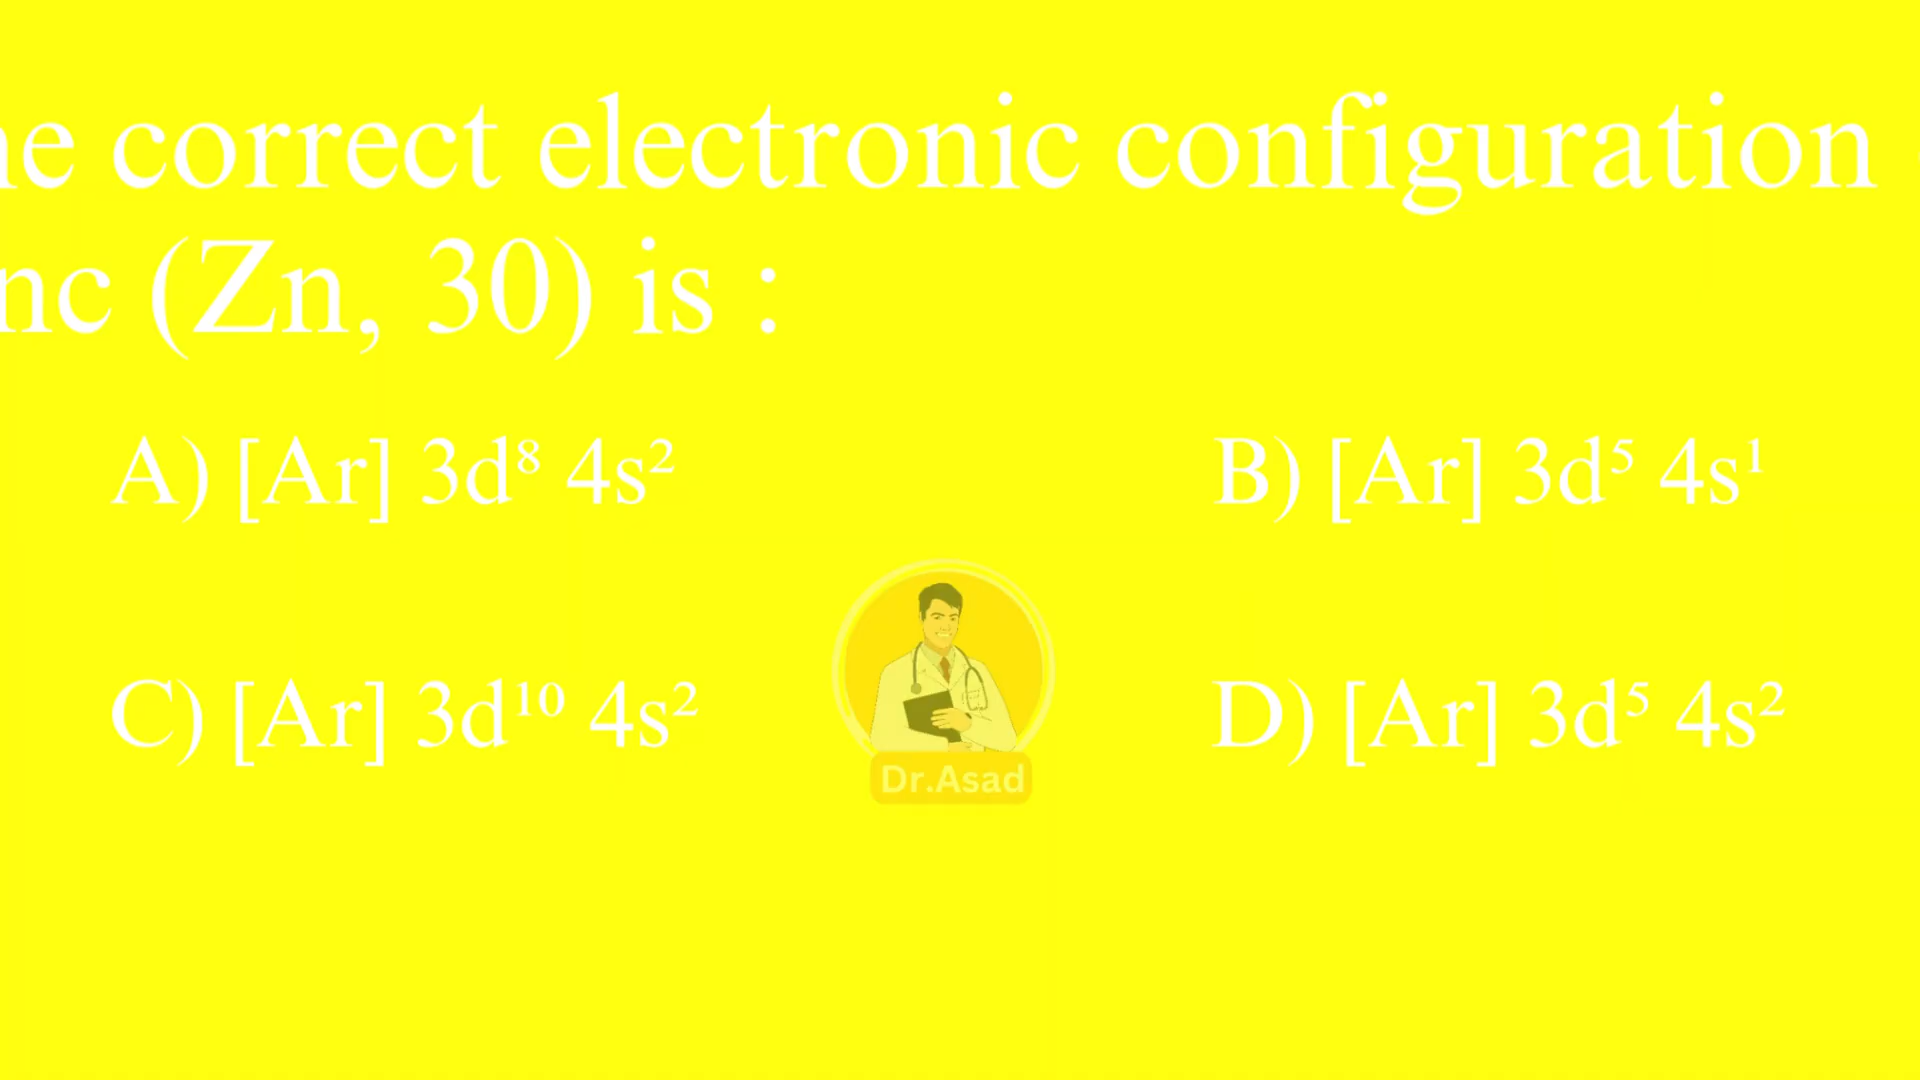 he correct electronic configuration
nc (Zn, 30) is :
A) [Ar] 3d⁸ 4s²
B) [Ar] 3d⁵ 4s¹
C) [Ar] 3d¹⁰ 4s²
D) [Ar] 3d⁵ 4s²
Dr.Asad